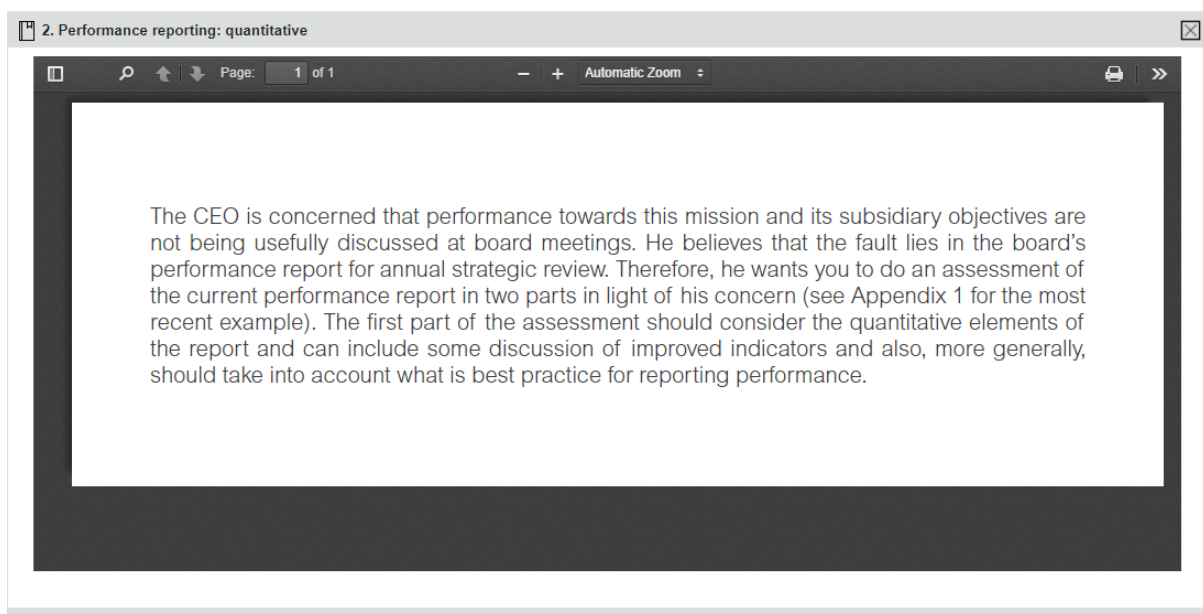 2. Performance reporting: quantitative
Page: 1 of 1 Automatic Zoom
The CEO is concerned that performance towards this mission and its subsidiary objectives are
not being usefully discussed at board meetings. He believes that the fault lies in the board's
performance report for annual strategic review. Therefore, he wants you to do an assessment of
the current performance report in two parts in light of his concern (see Appendix 1 for the most
recent example). The first part of the assessment should consider the quantitative elements of
the report and can include some discussion of improved indicators and also, more generally,
should take into account what is best practice for reporting performance.